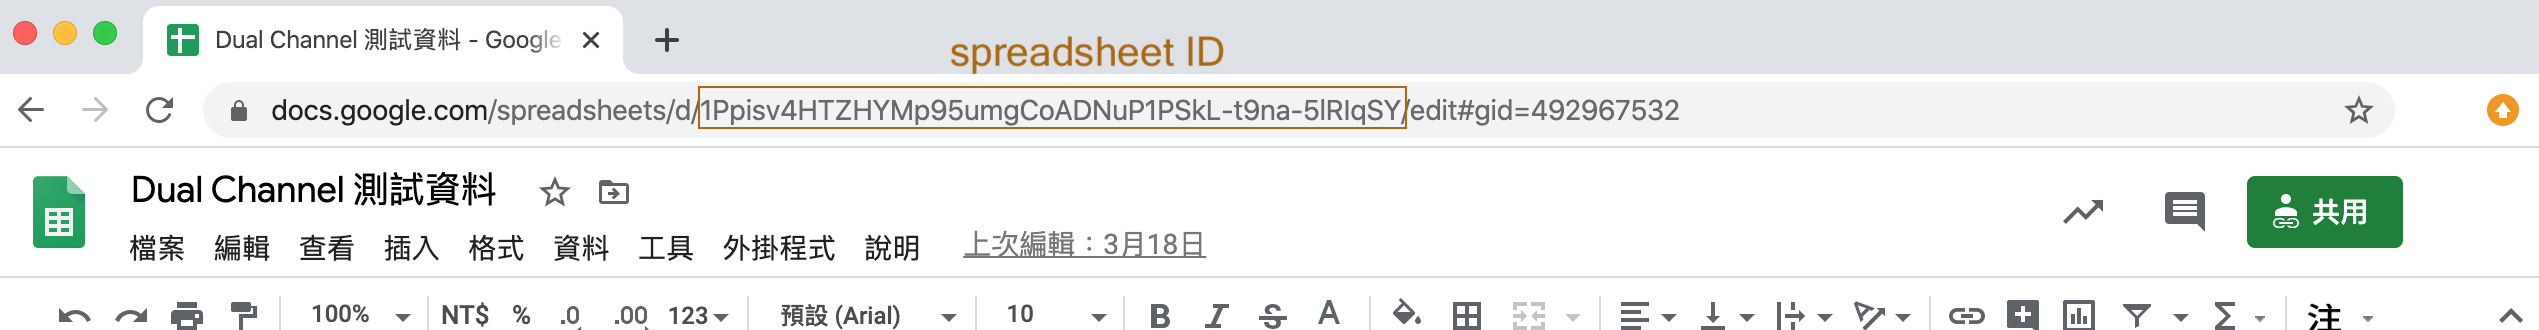 Dual Channel 測試資料 - Google
spreadsheet ID
docs.google.com/spreadsheets/d/1Ppisv4HTZHYMp95umgCoADNuP1PSkL-t9na-5lRIqSY/edit#gid=492967532
Dual Channel 測試資料
共用
檔案 編輯 查看 插入 格式 資料 工具 外掛程式 說明 上次編輯：3月18日
100% NT$ % .0 .00 123 預設 (Arial) 10 B I S A Σ 注